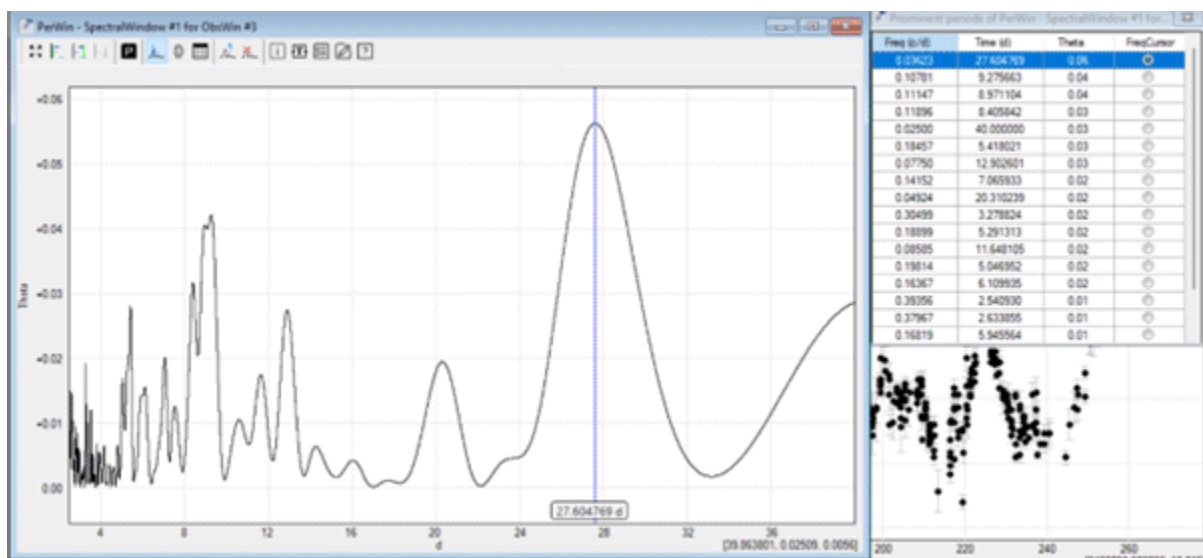 PerWin - SpectralWindow #1 for ObsWin #3
+0.06
+0.05
+0.04
+0.03
+0.02
+0.01
0.00
Theta
4 8 12 16 20 24 28 32 36
27.604769 d
d
[39.863801, 0.02509, 0.0096]
Prominent periods of PerWin - SpectralWindow #1 for...
Freq (c/d) Time (d) Theta FreqCursor
0.03623 27.604769 0.06
0.10781 9.275663 0.04
0.11147 8.971104 0.04
0.11896 8.405842 0.03
0.02500 40.000000 0.03
0.18457 5.418021 0.03
0.07750 12.902601 0.03
0.14152 7.065933 0.02
0.04924 20.310239 0.02
0.30499 3.278824 0.02
0.18899 5.291313 0.02
0.08585 11.648105 0.02
0.19814 5.046952 0.02
0.16367 6.109935 0.02
0.39356 2.540930 0.01
0.37967 2.633855 0.01
0.16819 5.945564 0.01
200 220 240 260